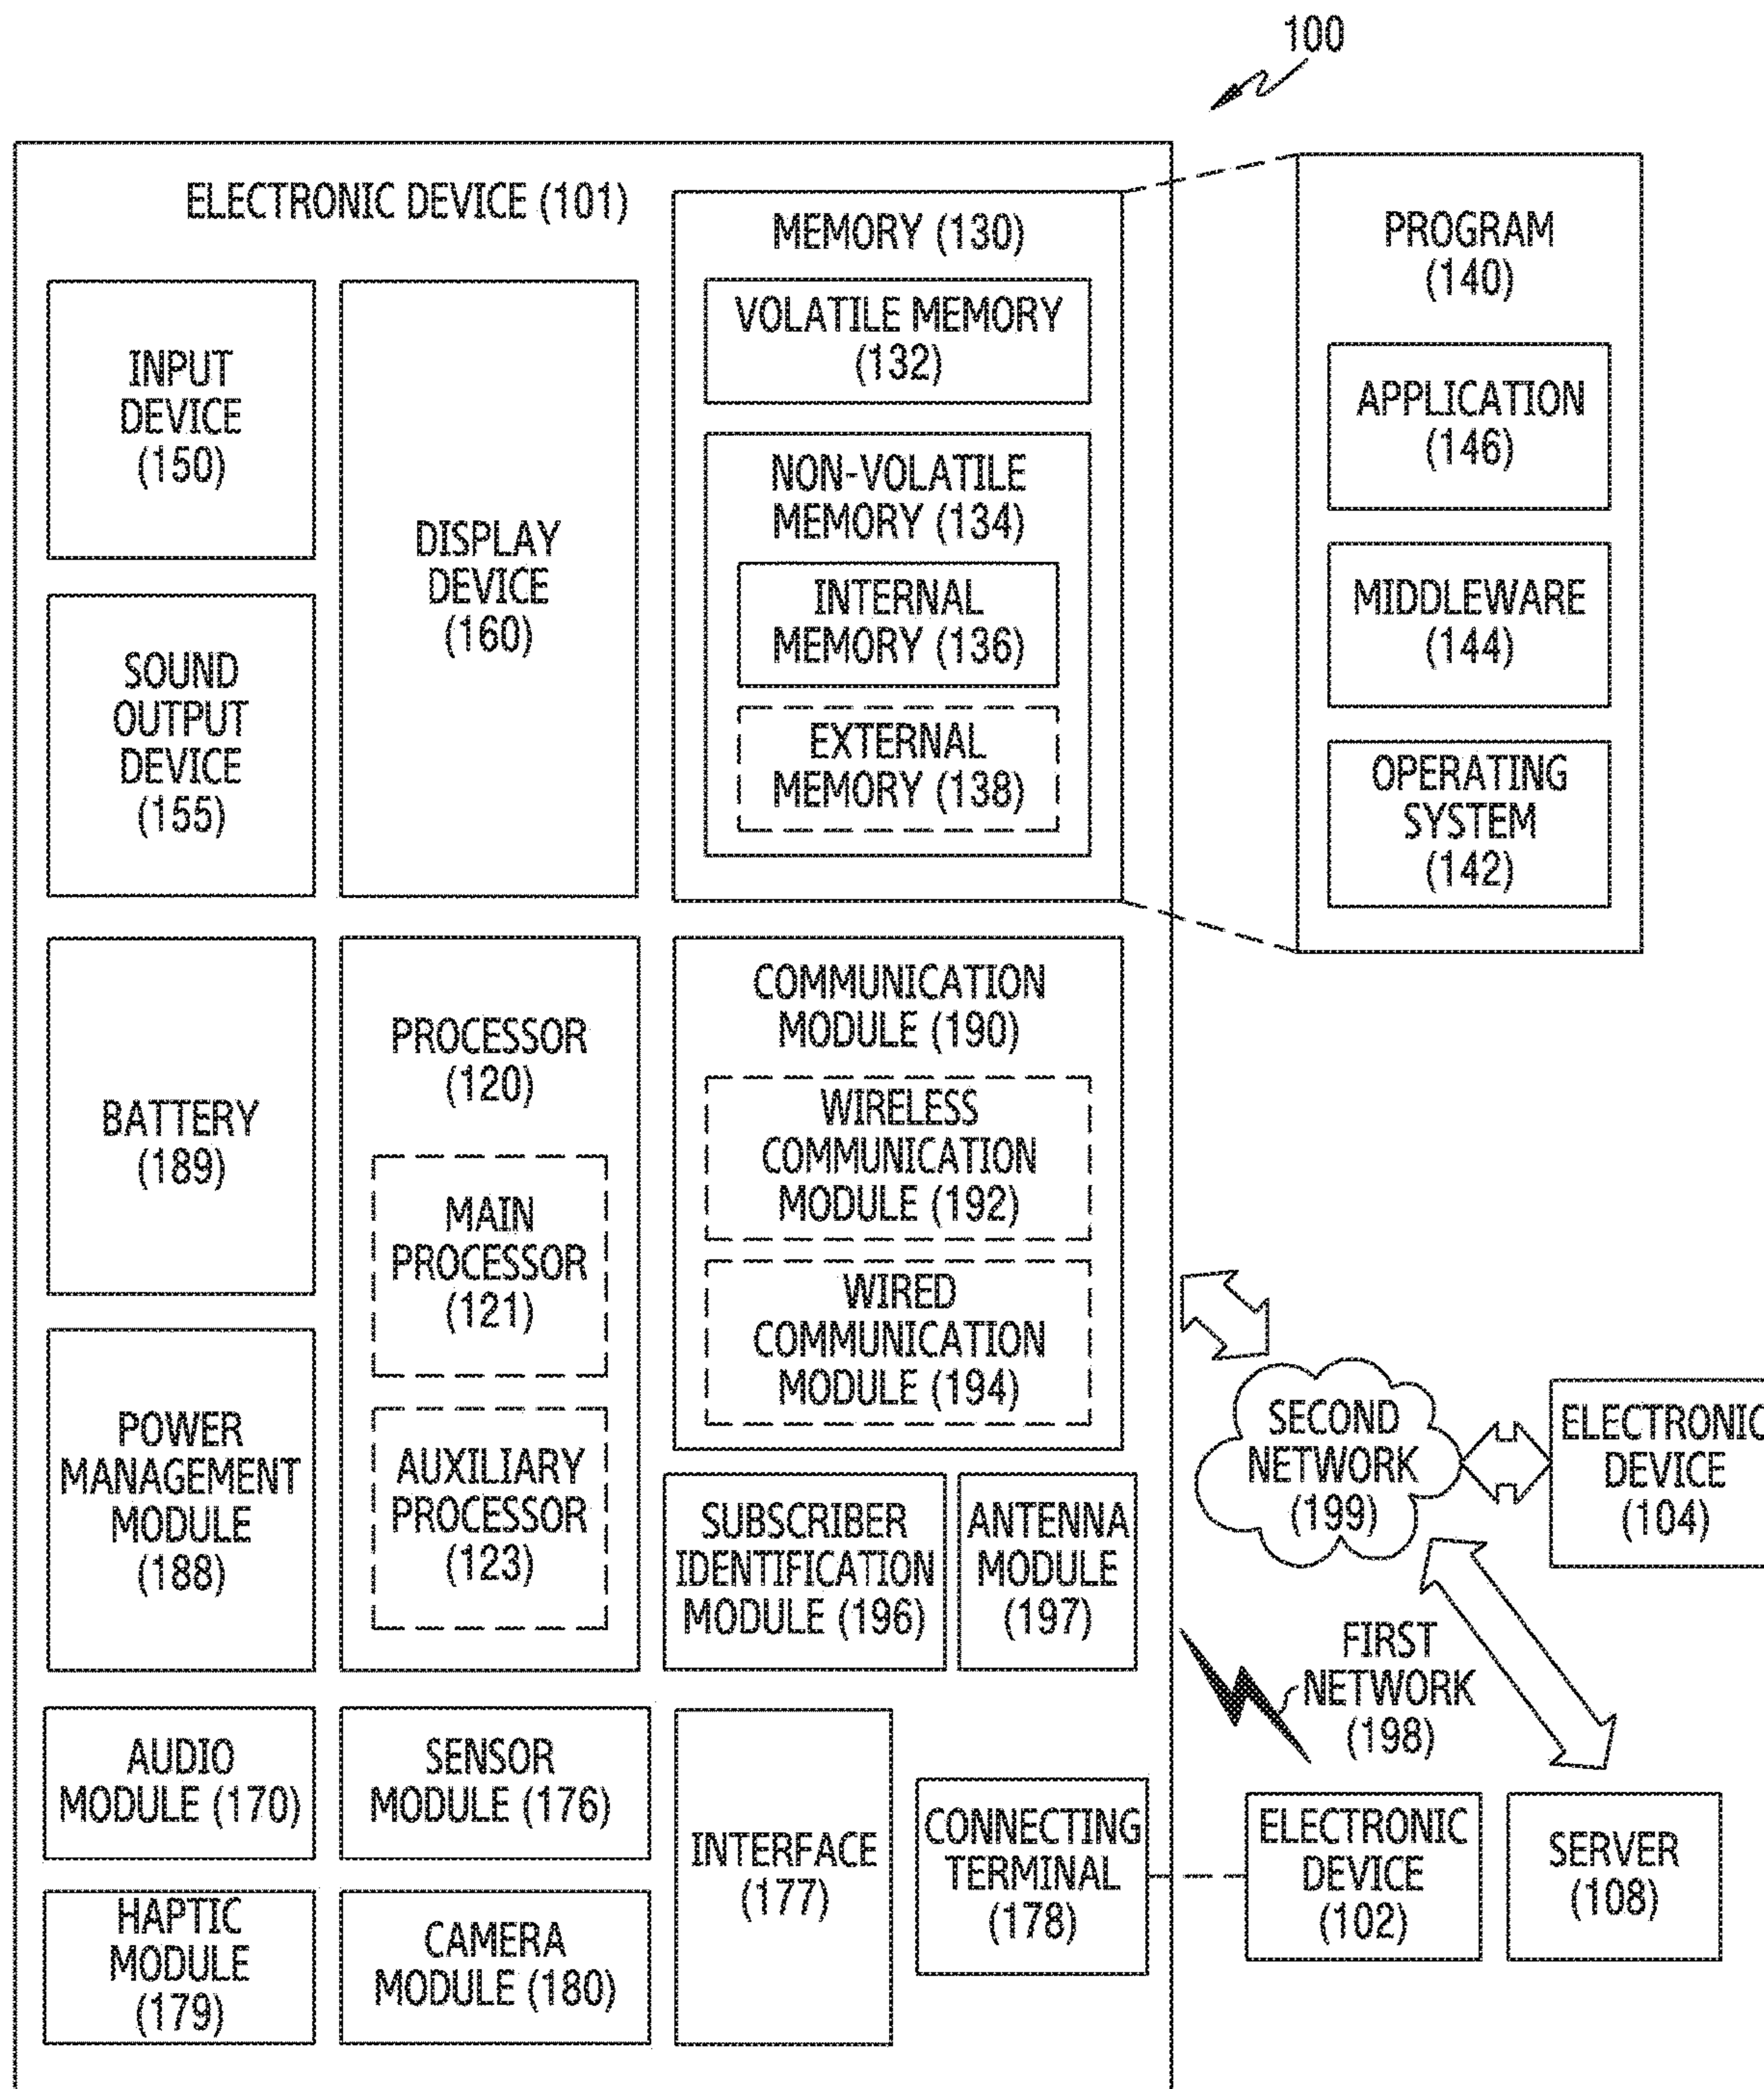 100
ELECTRONIC DEVICE (101)
INPUT
DEVICE
(150)
SOUND
OUTPUT
DEVICE
(155)
DISPLAY
DEVICE
(160)
MEMORY (130)
VOLATILE MEMORY
(132)
NON-VOLATILE
MEMORY (134)
INTERNAL
MEMORY (136)
EXTERNAL
MEMORY (138)
PROGRAM
(140)
APPLICATION
(146)
MIDDLEWARE
(144)
OPERATING
SYSTEM
(142)
BATTERY
(189)
POWER
MANAGEMENT
MODULE
(188)
PROCESSOR
(120)
MAIN
PROCESSOR
(121)
AUXILIARY
PROCESSOR
(123)
COMMUNICATION
MODULE (190)
WIRELESS
COMMUNICATION
MODULE (192)
WIRED
COMMUNICATION
MODULE (194)
SUBSCRIBER
IDENTIFICATION
MODULE (196)
ANTENNA
MODULE
(197)
SECOND
NETWORK
(199)
ELECTRONIC
DEVICE
(104)
FIRST
NETWORK
(198)
AUDIO
MODULE (170)
SENSOR
MODULE (176)
HAPTIC
MODULE
(179)
CAMERA
MODULE (180)
INTERFACE
(177)
CONNECTING
TERMINAL
(178)
ELECTRONIC
DEVICE
(102)
SERVER
(108)